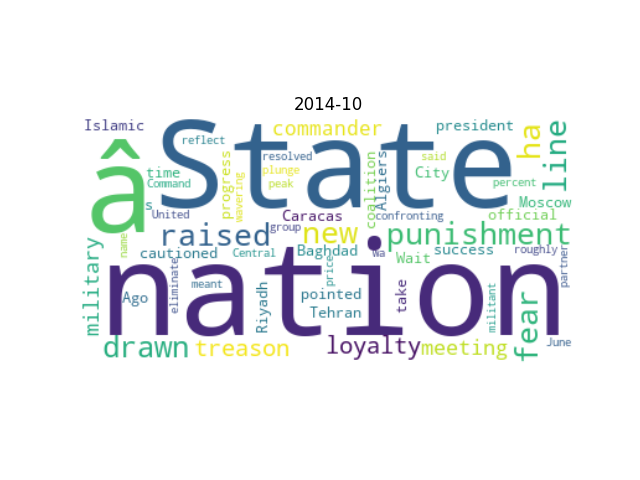 2014-10
Islamic
commander
president
State
â
reflect
resolved
plunge
peak
time
Command
s
progress
wavering
coalition
Algiers
said
City
percent
ha
line
Moscow
official
United
Caracas
confronting
group
raised
new
punishment
cautioned
Central
Baghdad
Wa
Wait
success
roughly
name
military
nation
eliminate
meant
Ago
Riyadh
price
pointed
Tehran
take
militant
partner
fear
June
drawn
treason
loyalty
meeting